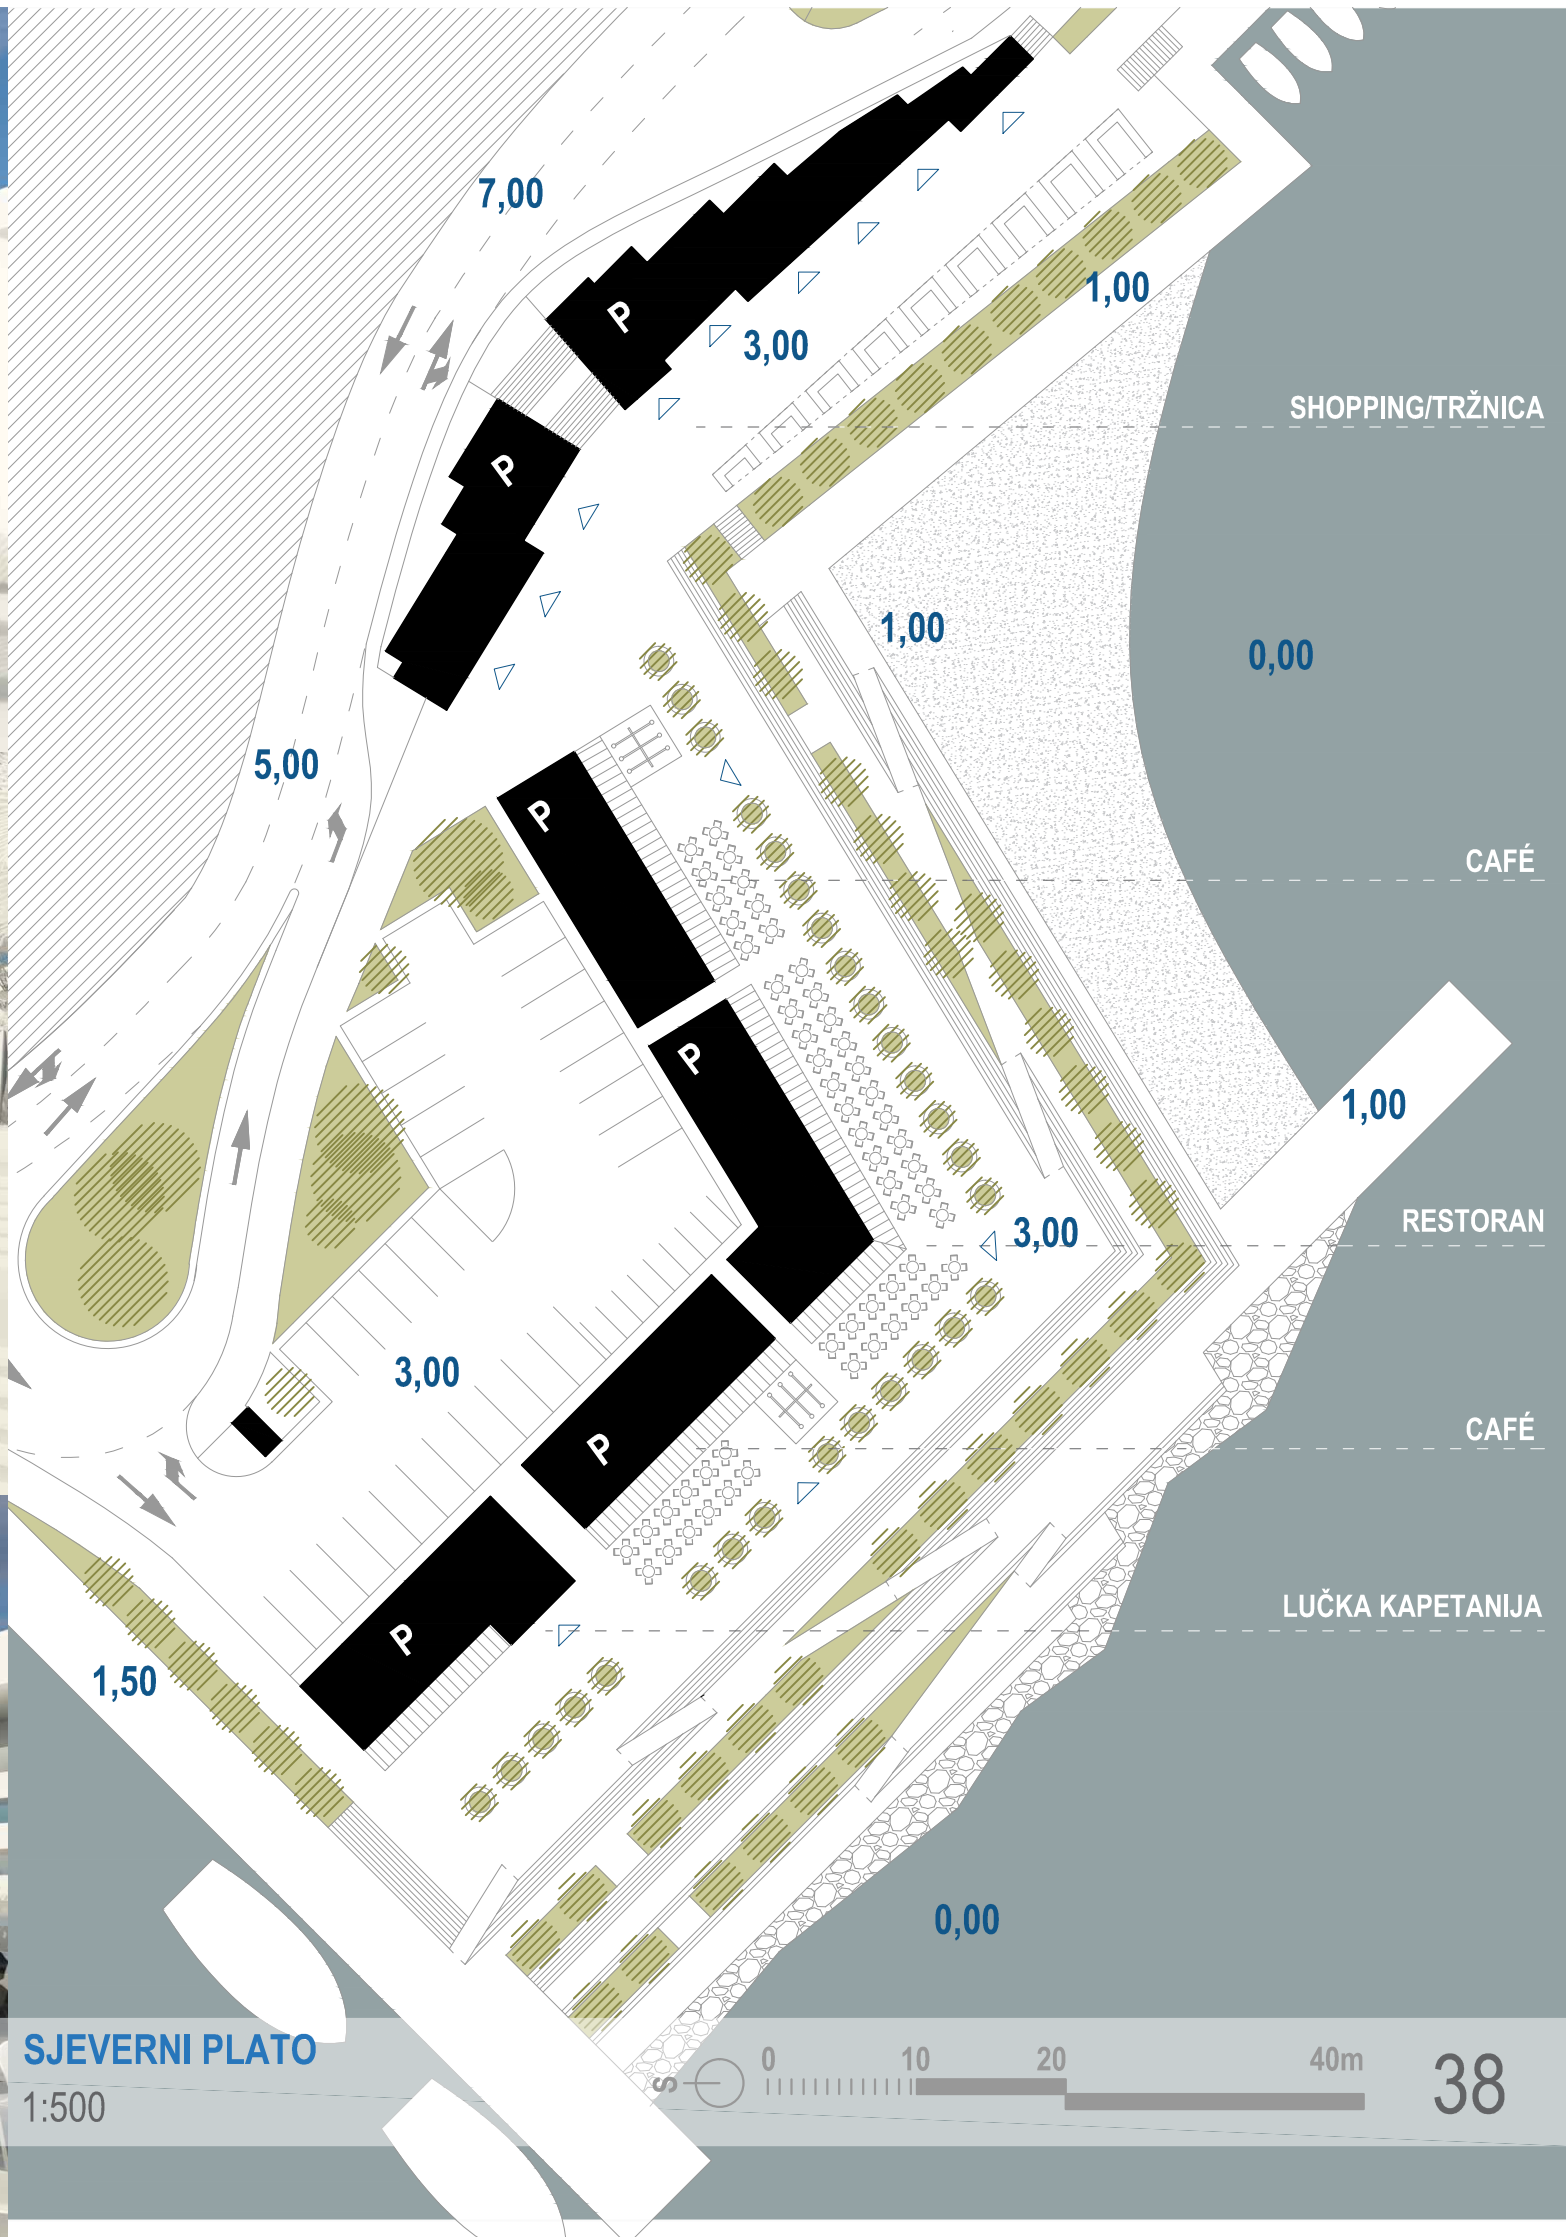 7,00
P
1,00
3,00
SHOPPING/TRŽNICA
P
1,00
0,00
5,00
P
CAFÉ
P
1,00
RESTORAN
3,00
3,00
CAFÉ
P
LUČKA KAPETANIJA
P
1,50
0,00
SJEVERNI PLATO
1:500
S
0 10 20 40m
38